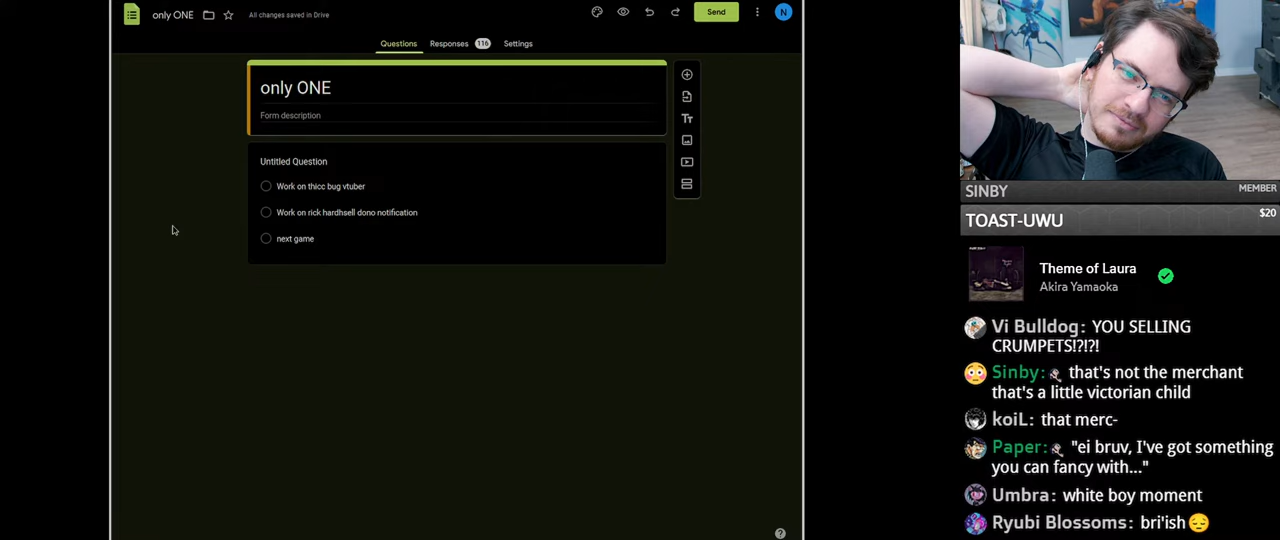 only ONE
All changes saved in Drive
Send
N
Questions
Responses
116
Settings
only ONE
Form description
Untitled Question
Work on thicc bug vtuber
Work on rick hardhsell dono notification
next game
SINBY
MEMBER
TOAST-UWU
$20
Theme of Laura
Akira Yamaoka
Vi Bulldog: YOU SELLING
CRUMPETS!?!?!
Sinby: that's not the merchant
that's a little victorian child
koiL: that merc-
Paper: "ei bruv, I've got something
you can fancy with..."
Umbra: white boy moment
Ryubi Blossoms: bri'ish😔